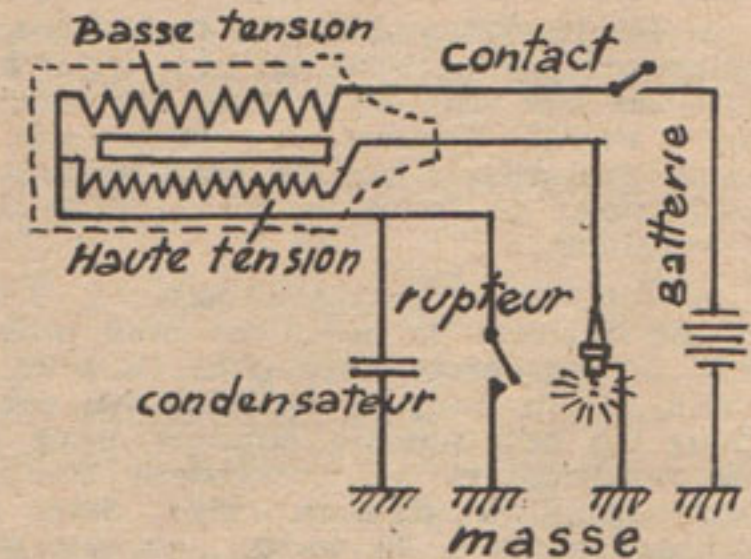 Basse tension
contact
Batterie
Haute tension
rupteur
condensateur
masse